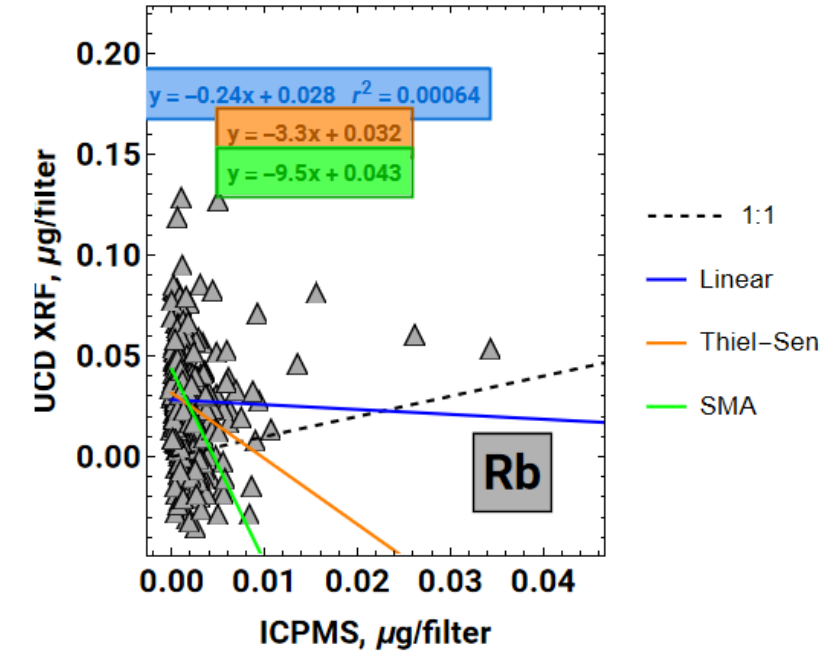 0.20
y = −0.24x + 0.028 r² = 0.00064
y = −3.3x + 0.032
0.15
y = −9.5x + 0.043
0.10
0.05
0.00
UCD XRF, µg/filter
Rb
0.00 0.01 0.02 0.03 0.04
ICPMS, µg/filter
1:1
Linear
Thiel−Sen
SMA